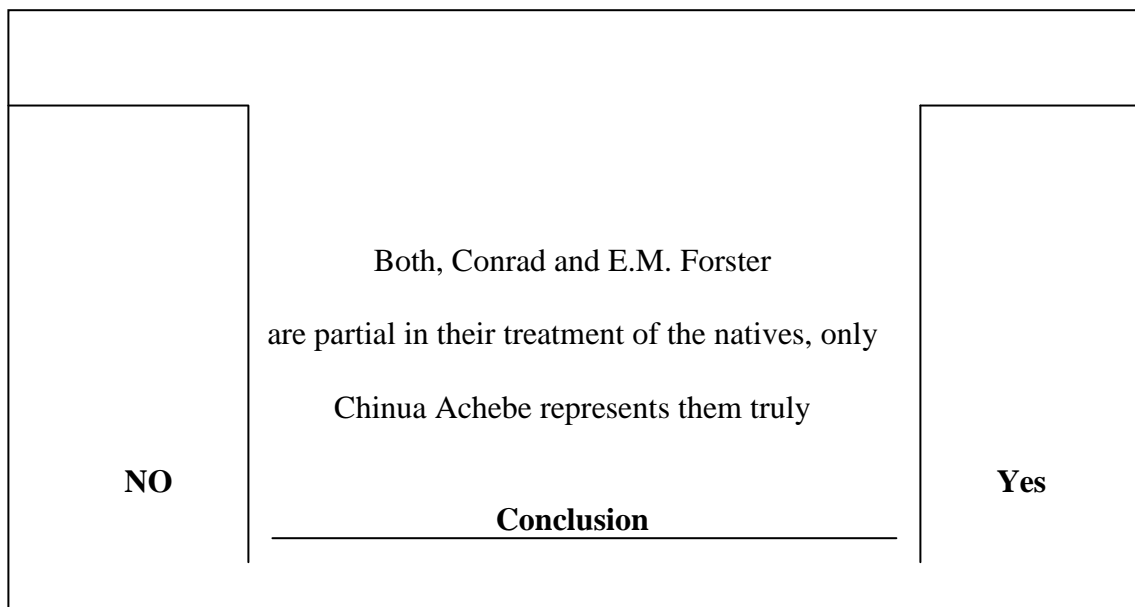 Both, Conrad and E.M. Forster
are partial in their treatment of the natives, only
Chinua Achebe represents them truly
NO
Yes
Conclusion